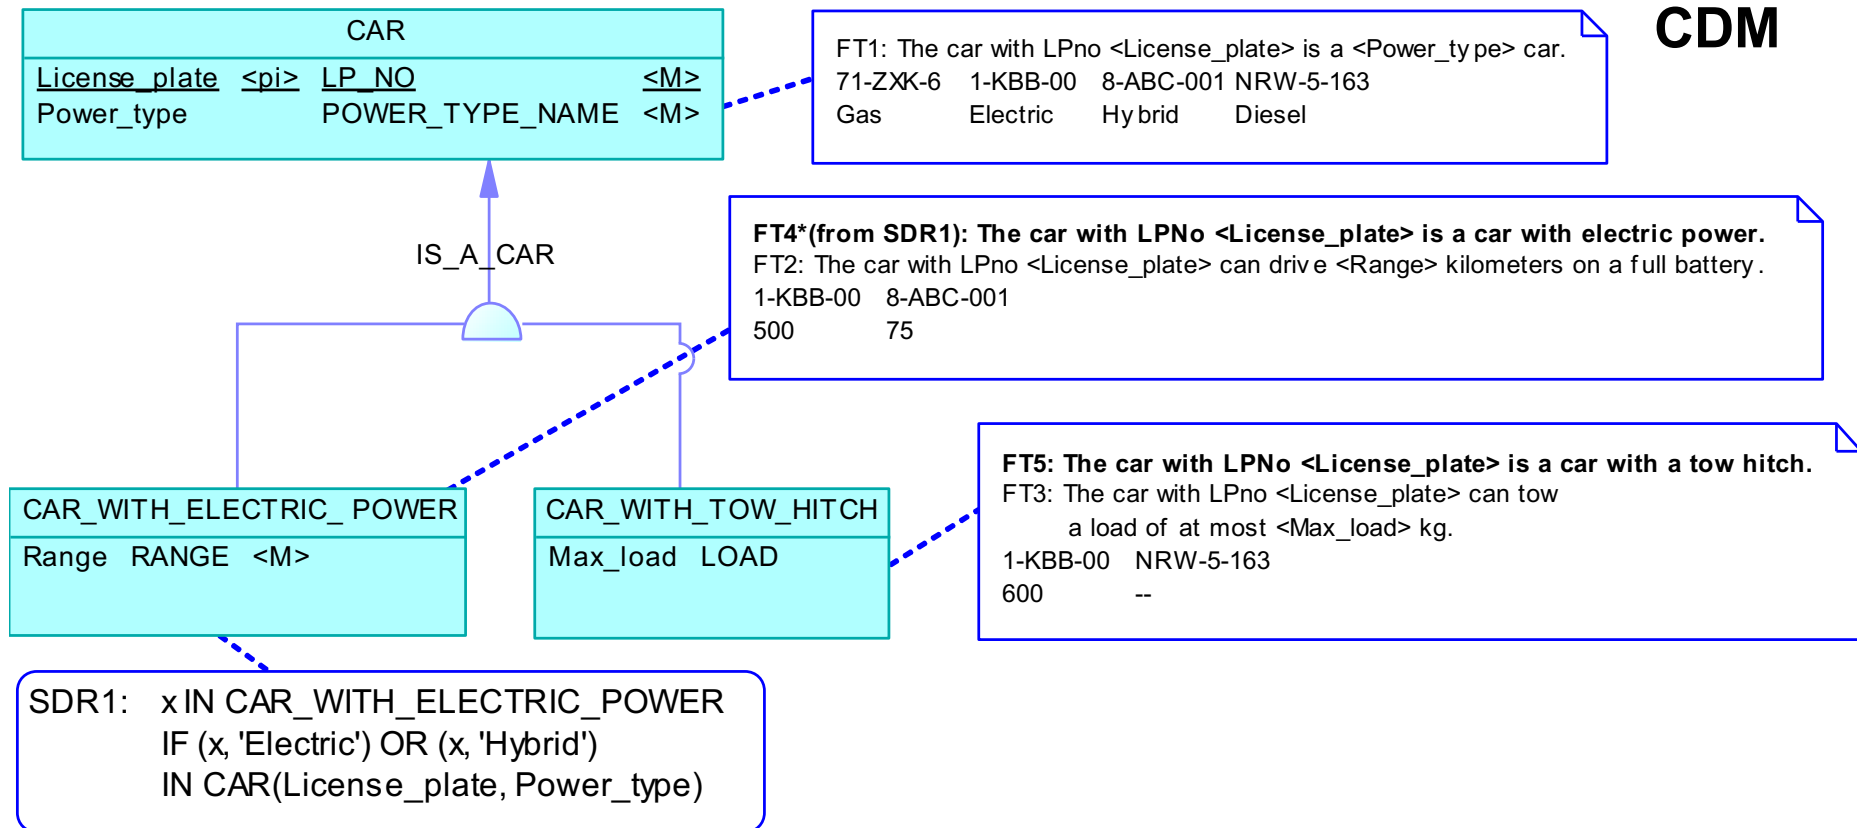 CDM
CAR
License_plate <pi> LP_NO <M>
Power_type POWER_TYPE_NAME <M>
FT1: The car with LPno <License_plate> is a <Power_type> car.
71-ZXK-6 1-KBB-00 8-ABC-001 NRW-5-163
Gas Electric Hybrid Diesel
IS_A_CAR
FT4*(from SDR1): The car with LPNo <License_plate> is a car with electric power.
FT2: The car with LPno <License_plate> can drive <Range> kilometers on a full battery.
1-KBB-00 8-ABC-001
500 75
CAR_WITH_ELECTRIC_ POWER
Range RANGE <M>
CAR_WITH_TOW_HITCH
Max_load LOAD
FT5: The car with LPNo <License_plate> is a car with a tow hitch.
FT3: The car with LPno <License_plate> can tow
a load of at most <Max_load> kg.
1-KBB-00 NRW-5-163
600 --
SDR1: x IN CAR_WITH_ELECTRIC_POWER
IF (x, 'Electric') OR (x, 'Hybrid')
IN CAR(License_plate, Power_type)